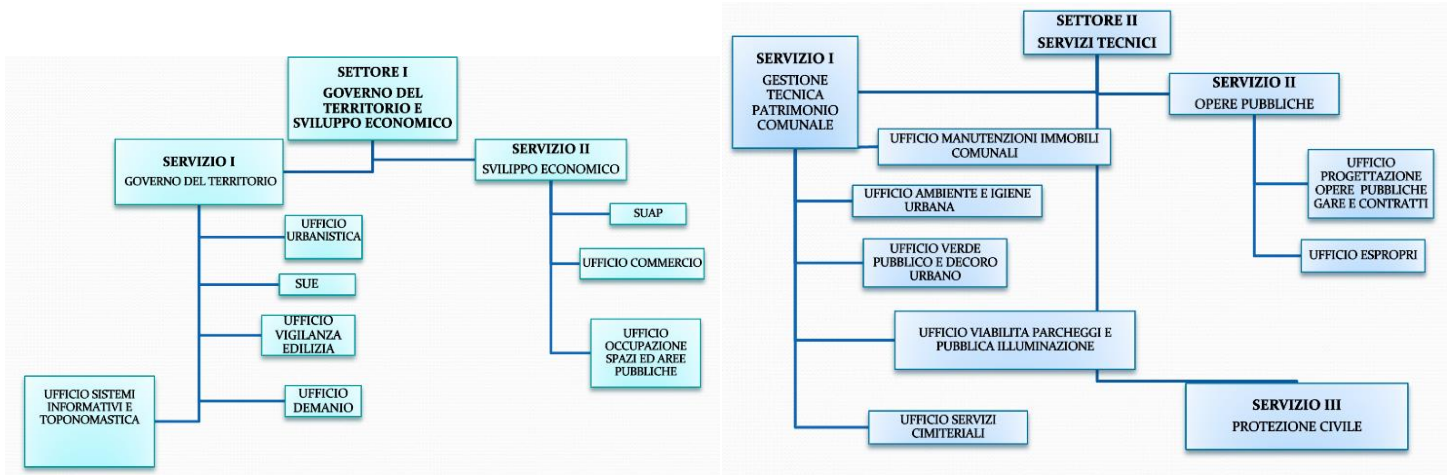 SETTORE I
GOVERNO DEL
TERRITORIO E
SVILUPPO ECONOMICO
SERVIZIO I
GOVERNO DEL TERRITORIO
UFFICIO
URBANISTICA
SUE
UFFICIO
VIGILANZA
EDILIZIA
UFFICIO SISTEMI
INFORMATIVI E
TOPONOMASTICA
UFFICIO
DEMANIO
SERVIZIO II
SVILIPPO ECONOMICO
SUAP
UFFICIO COMMERCIO
UFFICIO
OCCUPAZIONE
SPAZI ED AREE
PUBBLICHE
SETTORE II
SERVIZI TECNICI
SERVIZIO I
GESTIONE
TECNICA
PATRIMONIO
COMUNALE
UFFICIO MANUTENZIONI IMMOBILI
COMUNALI
UFFICIO AMBIENTE E IGIENE
URBANA
UFFICIO VERDE
PUBBLICO E DECORO
URBANO
UFFICIO VIABILITA PARCHEGGI E
PUBBLICA ILLUMINAZIONE
UFFICIO SERVIZI
CIMITERIALI
SERVIZIO II
OPERE PUBBLICHE
UFFICIO
PROGETTAZIONE
OPERE PUBBLICHE
GARE E CONTRATTI
UFFICIO ESPROPRI
SERVIZIO III
PROTEZIONE CIVILE